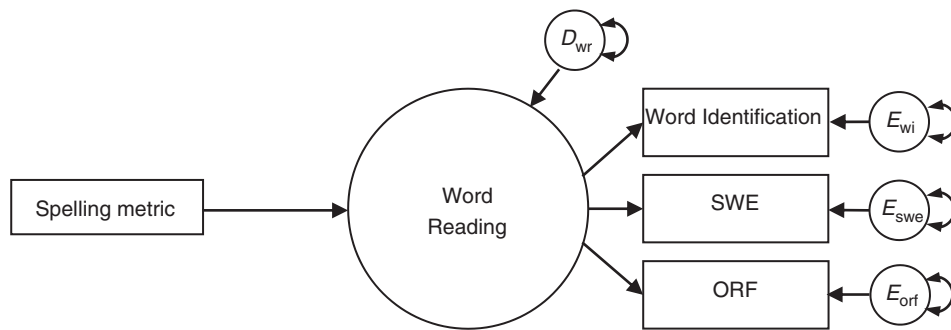 D_wr
Word Identification
E_wi
Spelling metric
Word
Reading
SWE
E_swe
ORF
E_orf